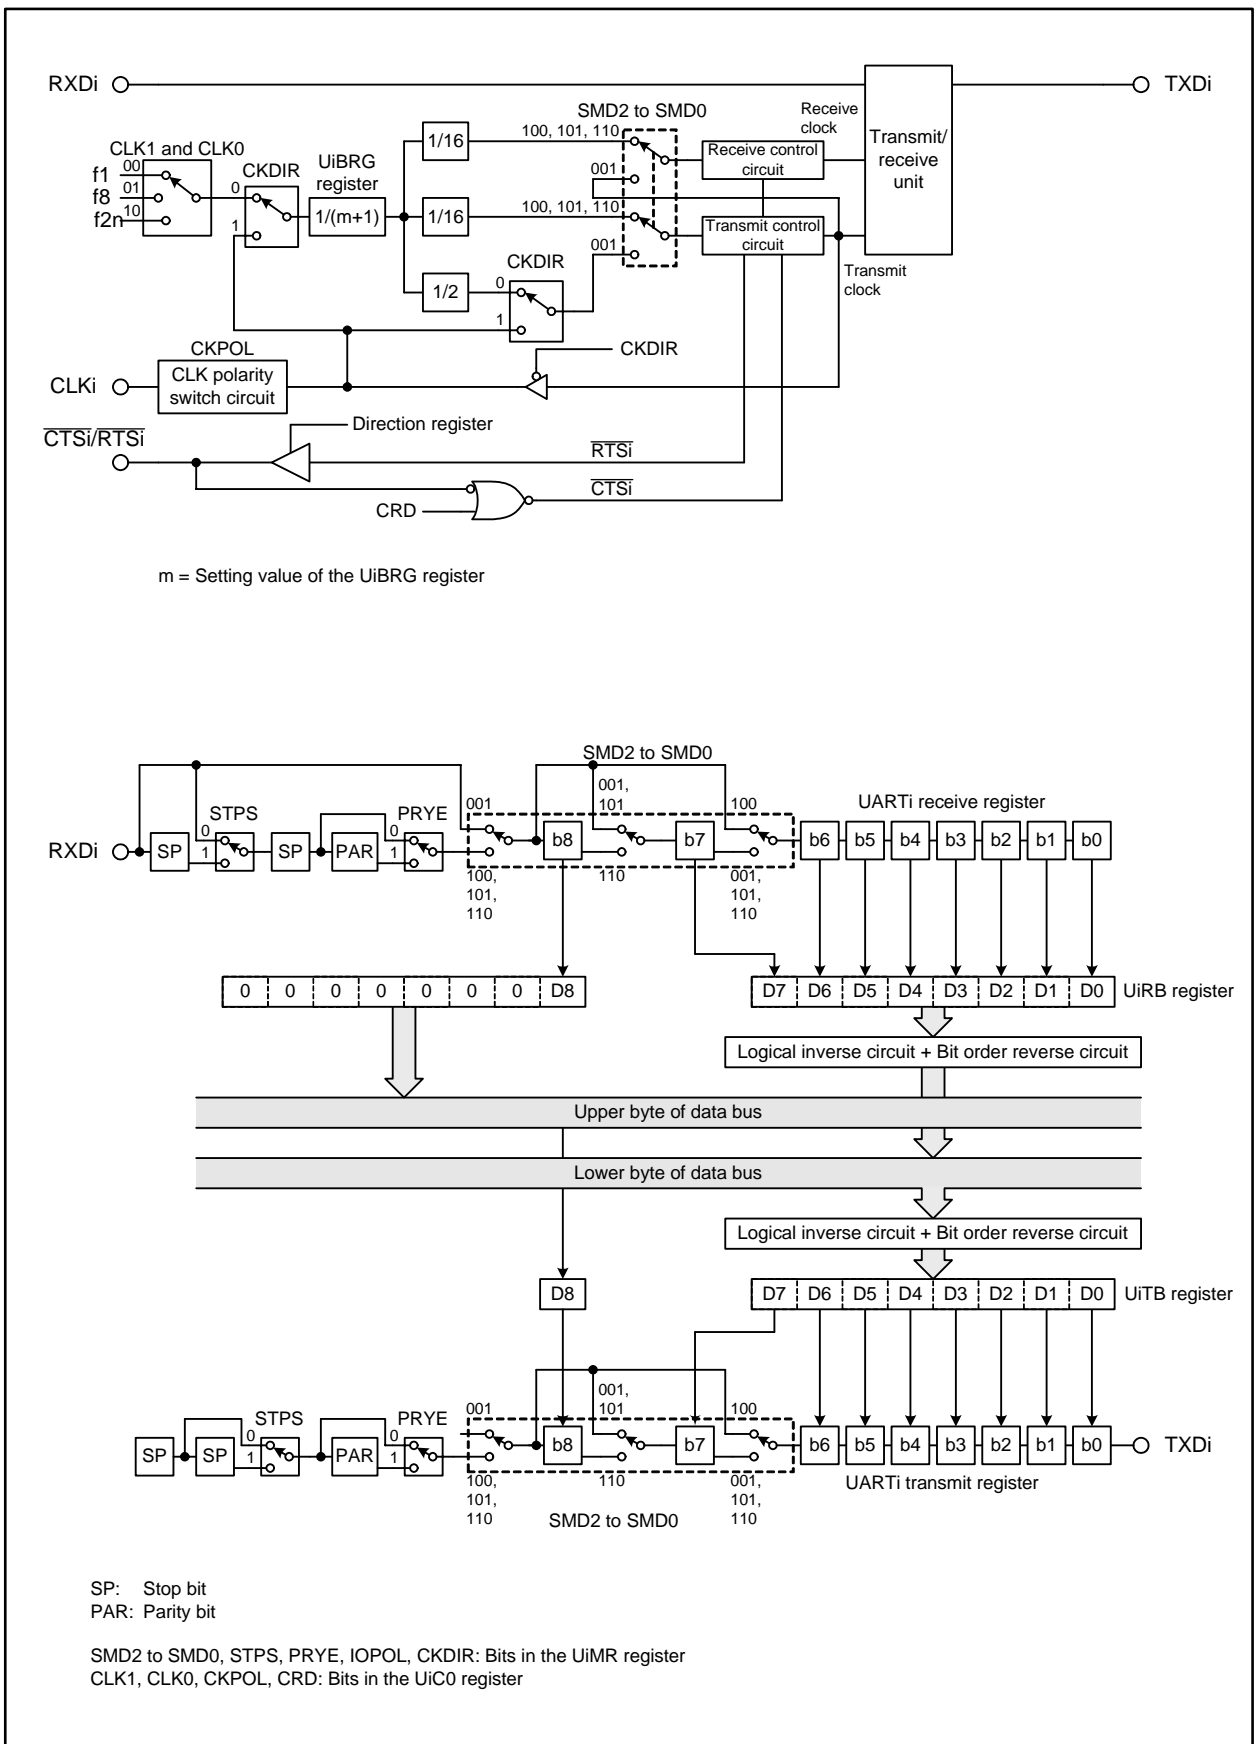 RXDi
TXDi
SMD2 to SMD0
Receive
clock
Transmit/
receive
unit
CLK1 and CLK0
f1
00
f8
01
f2n
10
CKDIR
0
1
UiBRG
register
1/(m+1)
1/16
100, 101, 110
001
Receive control
circuit
1/16
100, 101, 110
001
Transmit control
circuit
Transmit
clock
1/2
CKDIR
0
1
CKDIR
CKPOL
CLKi
CLK polarity
switch circuit
CTSi/RTSi
Direction register
RTSi
CTSi
CRD
m = Setting value of the UiBRG register
SMD2 to SMD0
001
001,
101
100
UARTi receive register
RXDi
SP
STPS
0
1
SP
PAR
PRYE
0
1
b8
b7
b6
b5
b4
b3
b2
b1
b0
100,
101,
110
110
001,
101,
110
0 0 0 0 0 0 0 D8
D7 D6 D5 D4 D3 D2 D1 D0
UiRB register
Logical inverse circuit + Bit order reverse circuit
Upper byte of data bus
Lower byte of data bus
Logical inverse circuit + Bit order reverse circuit
D8
D7 D6 D5 D4 D3 D2 D1 D0
UiTB register
001
001,
101
100
SP
SP
STPS
0
1
PAR
PRYE
0
1
b8
b7
b6
b5
b4
b3
b2
b1
b0
TXDi
100,
101,
110
110
001,
101,
110
UARTi transmit register
SMD2 to SMD0
SP: Stop bit
PAR: Parity bit
SMD2 to SMD0, STPS, PRYE, IOPOL, CKDIR: Bits in the UiMR register
CLK1, CLK0, CKPOL, CRD: Bits in the UiC0 register